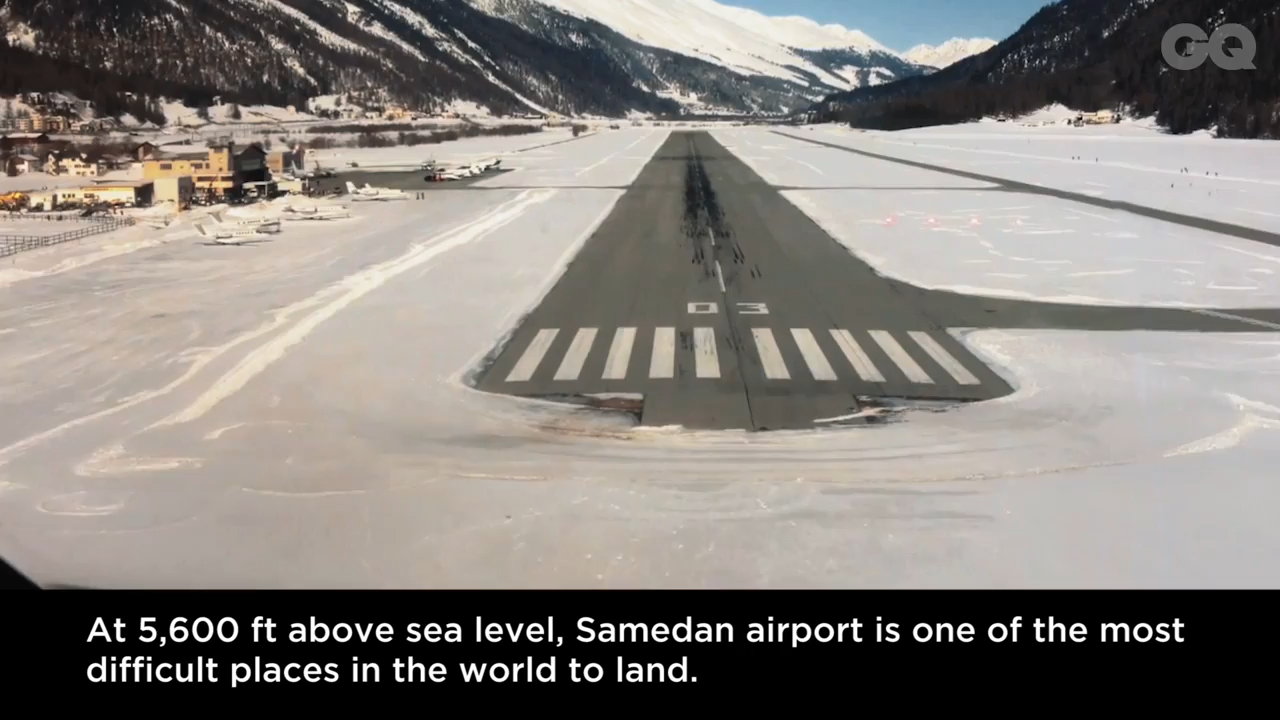 GQ
03
At 5,600 ft above sea level, Samedan airport is one of the most
difficult places in the world to land.